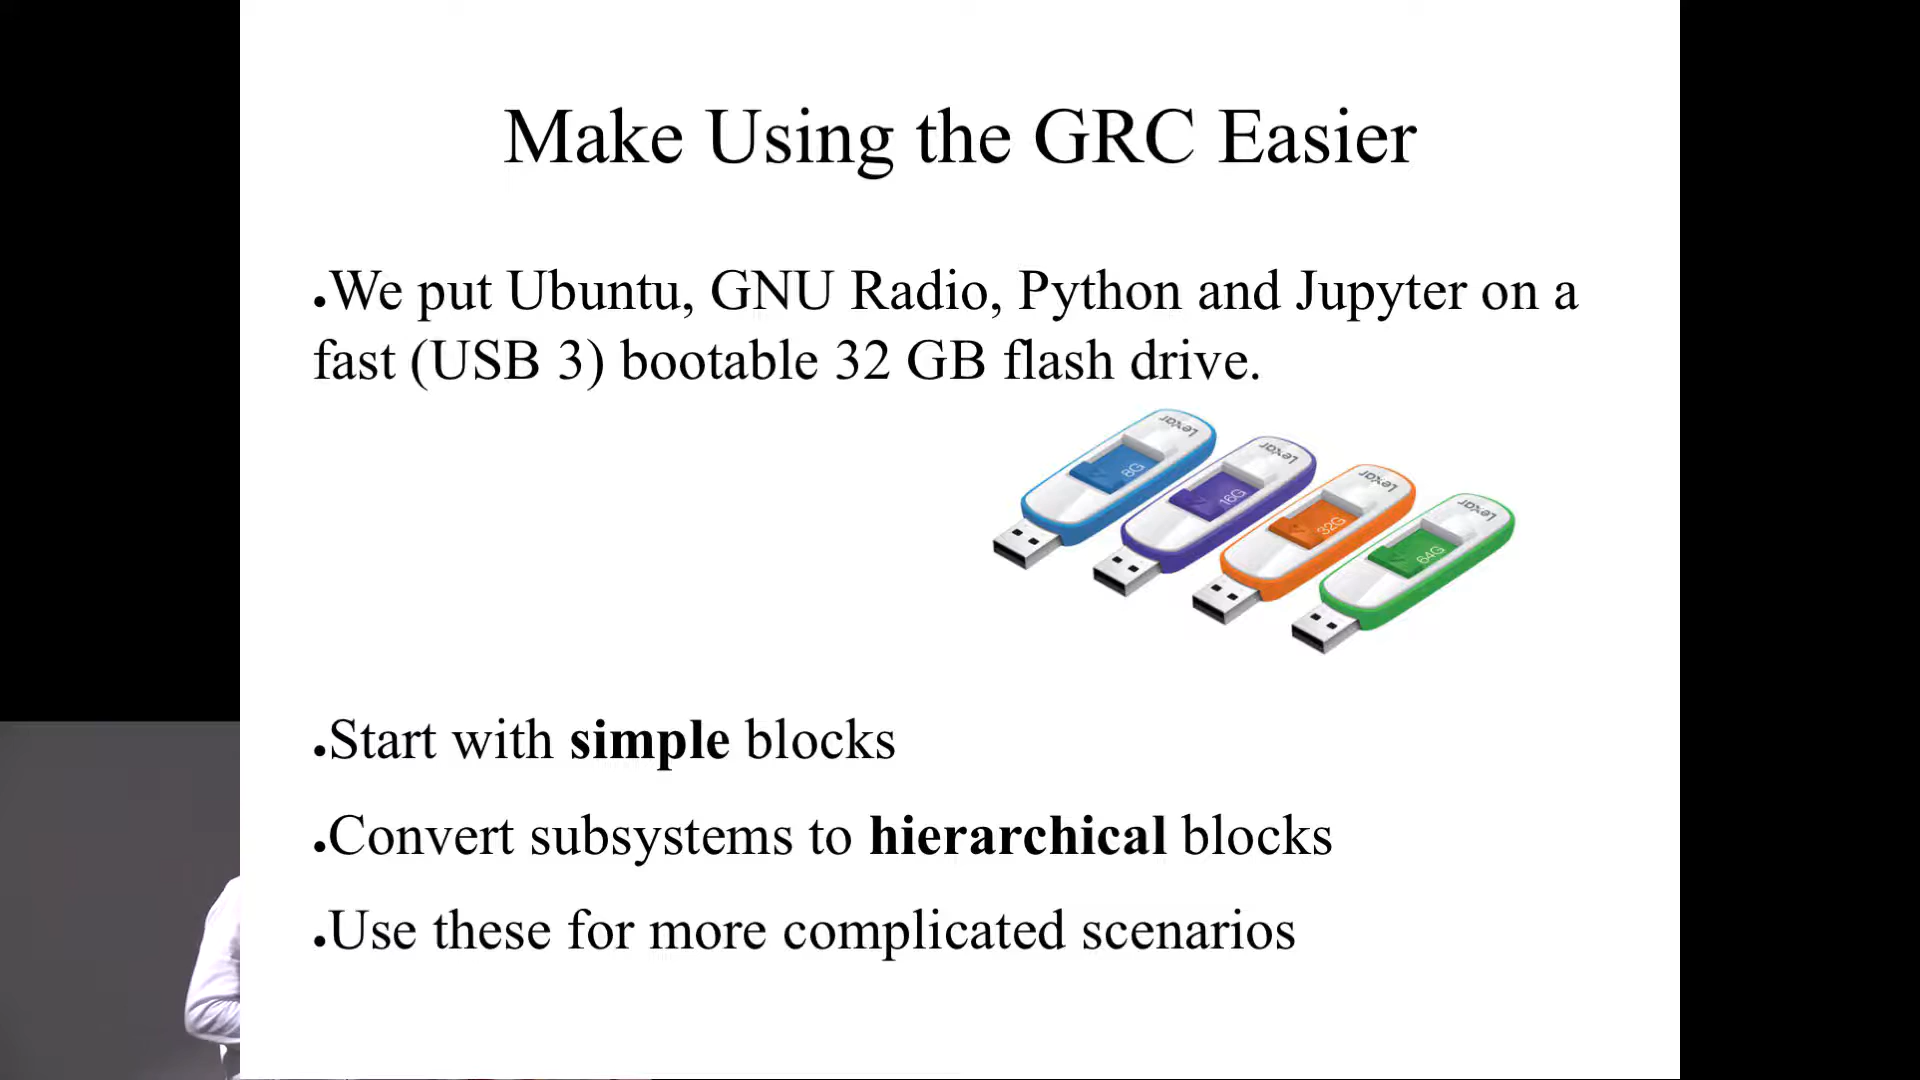 Make Using the GRC Easier
•We put Ubuntu, GNU Radio, Python and Jupyter on a
fast (USB 3) bootable 32 GB flash drive.
Lexar
8G
Lexar
16G
Lexar
32G
Lexar
64G
•Start with simple blocks
•Convert subsystems to hierarchical blocks
•Use these for more complicated scenarios